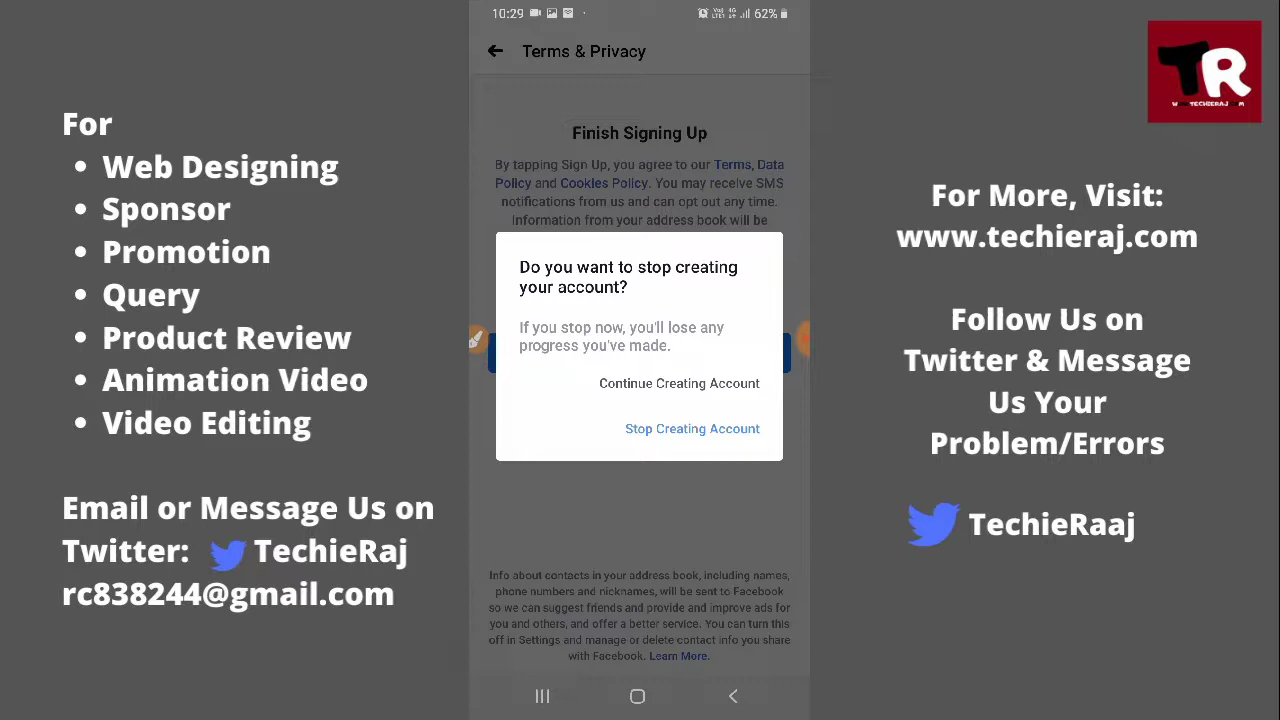 For
• Web Designing
• Sponsor
• Promotion
• Query
• Product Review
• Animation Video
• Video Editing
Email or Message Us on
Twitter: TechieRaj
rc838244@gmail.com
10:29
62%
Terms & Privacy
Finish Signing Up
By tapping Sign Up, you agree to our Terms, Data
Policy and Cookies Policy. You may receive SMS
notifications from us and can opt out any time.
Information from your address book will be
Do you want to stop creating
your account?
If you stop now, you'll lose any
progress you've made.
Continue Creating Account
Stop Creating Account
Info about contacts in your address book, including names,
phone numbers and nicknames, will be sent to Facebook
so we can suggest friends and provide and improve ads for
you and others, and offer a better service. You can turn this
off in Settings and manage or delete contact info you share
with Facebook. Learn More.
TR
WWW.TECHIERAJ.COM
For More, Visit:
www.techieraj.com
Follow Us on
Twitter & Message
Us Your
Problem/Errors
TechieRaaj